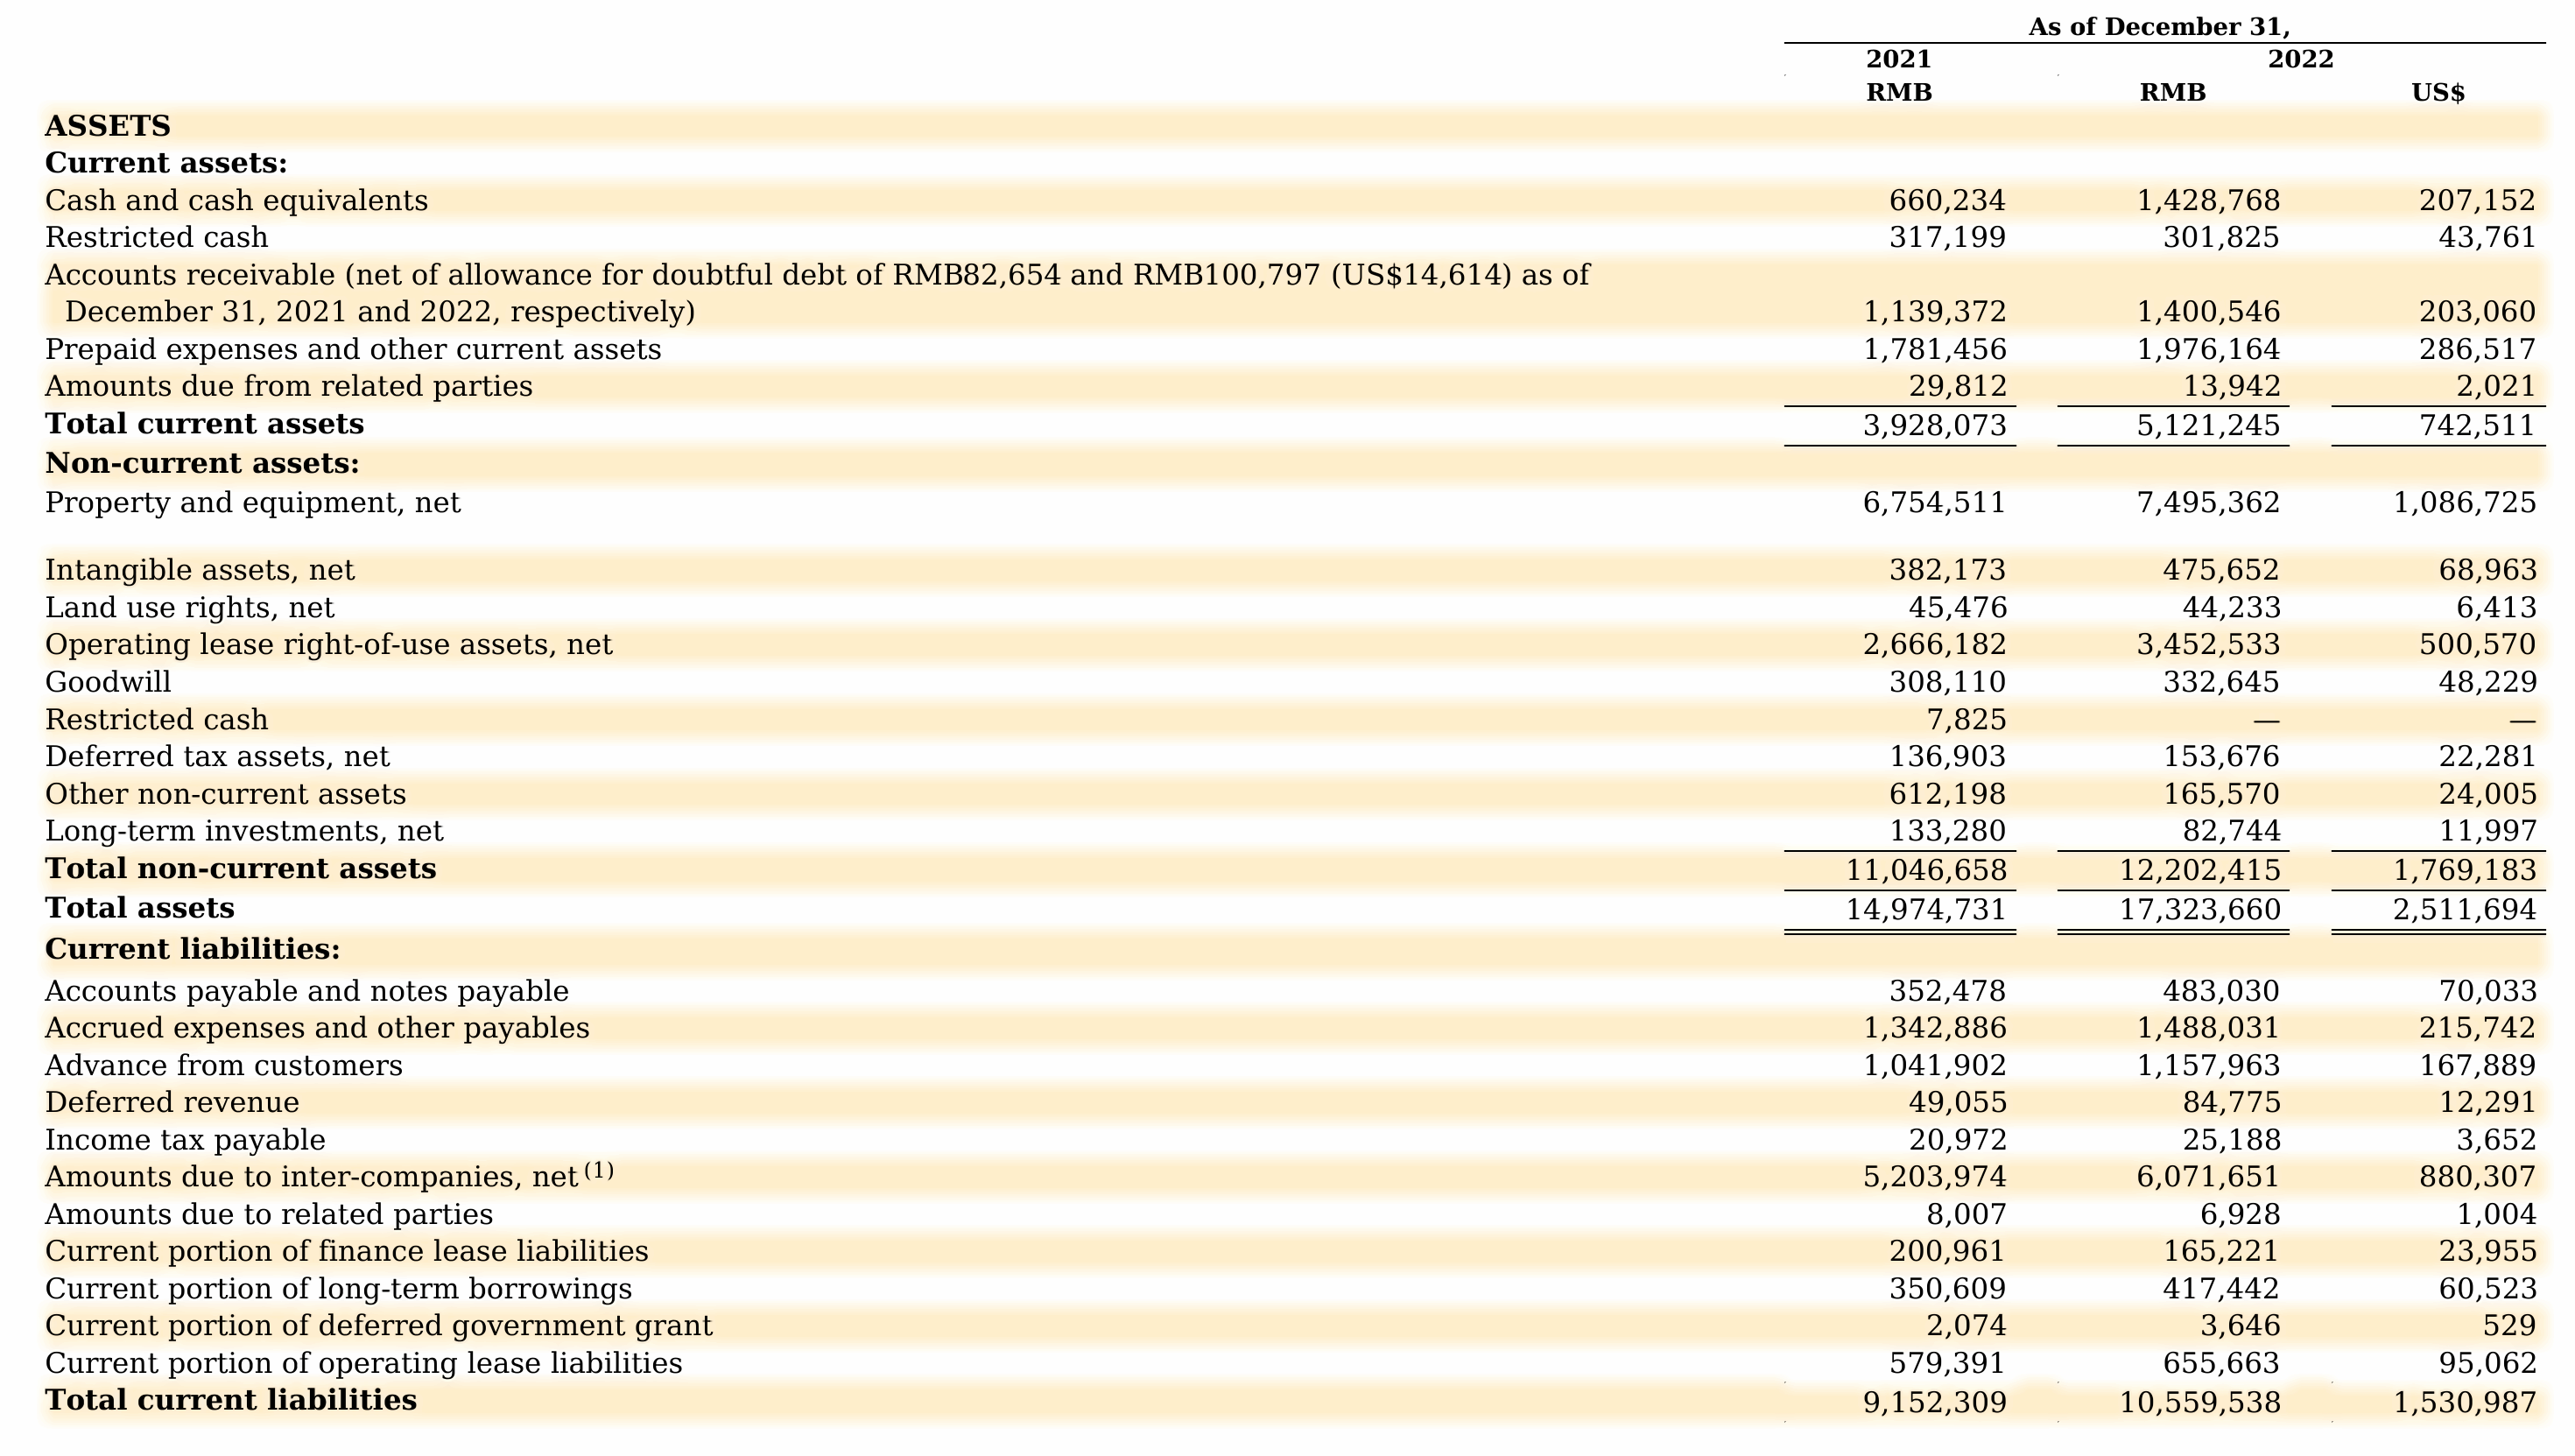 As of December 31,
2021 2022
RMB RMB US$
ASSETS
Current assets:
Cash and cash equivalents 660,234 1,428,768 207,152
Restricted cash 317,199 301,825 43,761
Accounts receivable (net of allowance for doubtful debt of RMB82,654 and RMB100,797 (US$14,614) as of
December 31, 2021 and 2022, respectively) 1,139,372 1,400,546 203,060
Prepaid expenses and other current assets 1,781,456 1,976,164 286,517
Amounts due from related parties 29,812 13,942 2,021
Total current assets 3,928,073 5,121,245 742,511
Non-current assets:
Property and equipment, net 6,754,511 7,495,362 1,086,725
Intangible assets, net 382,173 475,652 68,963
Land use rights, net 45,476 44,233 6,413
Operating lease right-of-use assets, net 2,666,182 3,452,533 500,570
Goodwill 308,110 332,645 48,229
Restricted cash 7,825 — —
Deferred tax assets, net 136,903 153,676 22,281
Other non-current assets 612,198 165,570 24,005
Long-term investments, net 133,280 82,744 11,997
Total non-current assets 11,046,658 12,202,415 1,769,183
Total assets 14,974,731 17,323,660 2,511,694
Current liabilities:
Accounts payable and notes payable 352,478 483,030 70,033
Accrued expenses and other payables 1,342,886 1,488,031 215,742
Advance from customers 1,041,902 1,157,963 167,889
Deferred revenue 49,055 84,775 12,291
Income tax payable 20,972 25,188 3,652
Amounts due to inter-companies, net (1) 5,203,974 6,071,651 880,307
Amounts due to related parties 8,007 6,928 1,004
Current portion of finance lease liabilities 200,961 165,221 23,955
Current portion of long-term borrowings 350,609 417,442 60,523
Current portion of deferred government grant 2,074 3,646 529
Current portion of operating lease liabilities 579,391 655,663 95,062
Total current liabilities 9,152,309 10,559,538 1,530,987